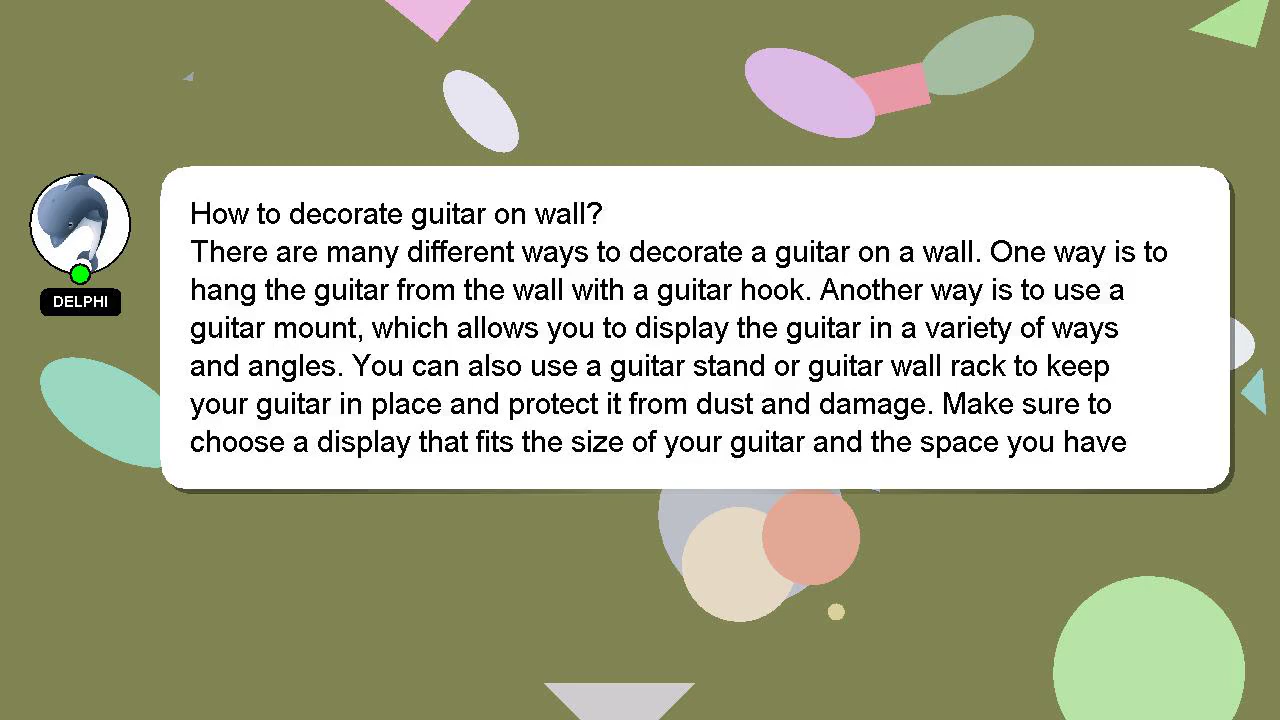 How to decorate guitar on wall?
There are many different ways to decorate a guitar on a wall. One way is to
hang the guitar from the wall with a guitar hook. Another way is to use a
guitar mount, which allows you to display the guitar in a variety of ways
and angles. You can also use a guitar stand or guitar wall rack to keep
your guitar in place and protect it from dust and damage. Make sure to
choose a display that fits the size of your guitar and the space you have
DELPHI